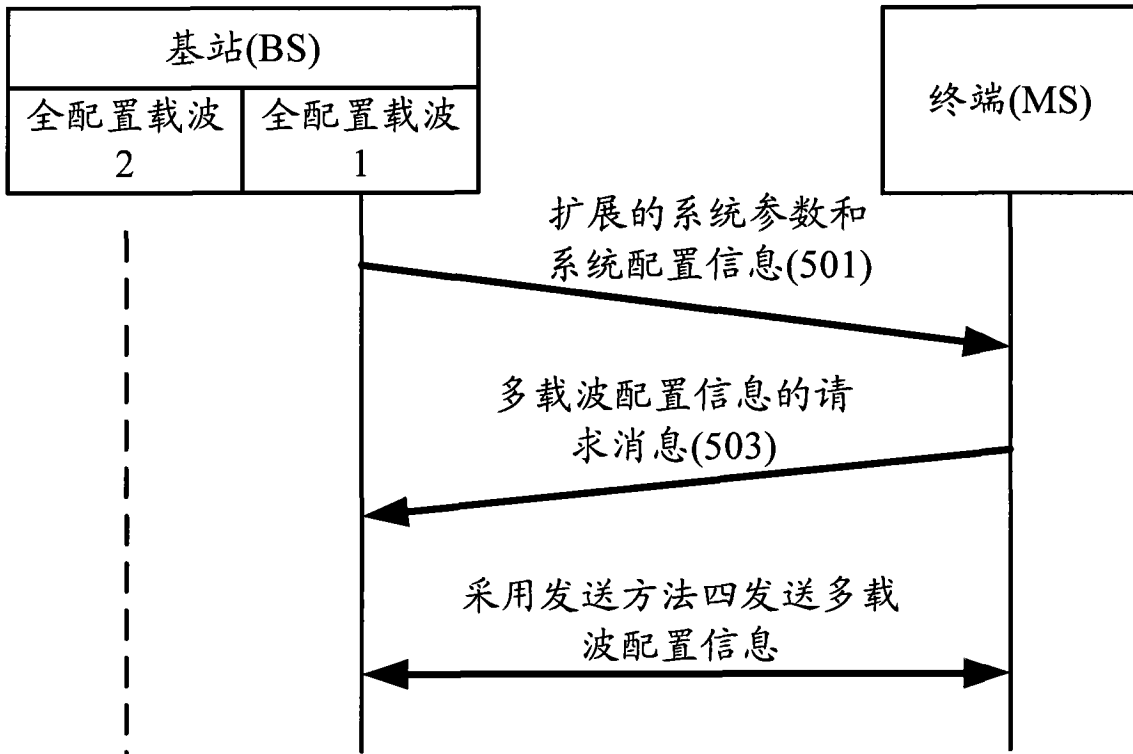 基站(BS)
全配置载波
2
全配置载波
1
终端(MS)
扩展的系统参数和
系统配置信息(501)
多载波配置信息的请
求消息(503)
采用发送方法四发送多载
波配置信息